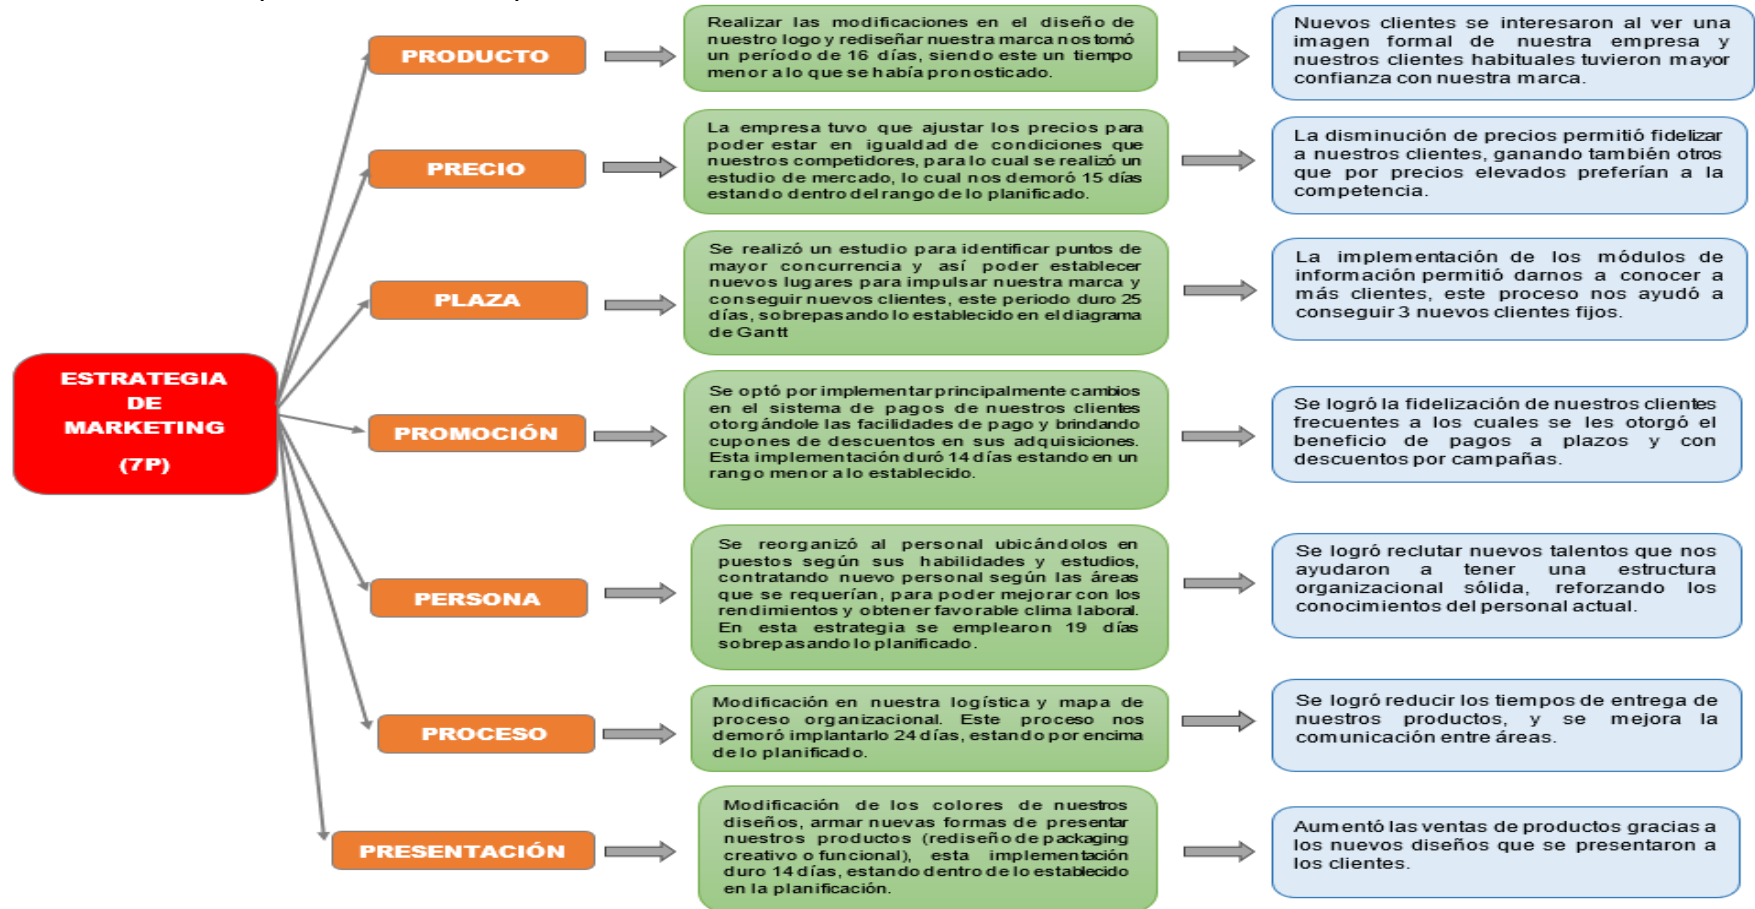 PRODUCTO
Realizar las modificaciones en el diseño de
nuestro logo y rediseñar nuestra marca nos tomó
un período de 16 días, siendo este un tiempo
menor a lo que se había pronosticado.
Nuevos clientes se interesaron al ver una
imagen formal de nuestra empresa y
nuestros clientes habituales tuvieron mayor
confianza con nuestra marca.
PRECIO
La empresa tuvo que ajustar los precios para
poder estar en igualdad de condiciones que
nuestros competidores, para lo cual se realizó un
estudio de mercado, lo cual nos demoró 15 días
estando dentro del rango de lo planificado.
La disminución de precios permitió fidelizar
a nuestros clientes, ganando también otros
que por precios elevados preferían a la
competencia.
PLAZA
Se realizó un estudio para identificar puntos de
mayor concurrencia y así poder establecer
nuevos lugares para impulsar nuestra marca y
conseguir nuevos clientes, este periodo duro 25
días, sobrepasando lo establecido en el diagrama
de Gantt
La implementación de los módulos de
información permitió darnos a conocer a
más clientes, este proceso nos ayudó a
conseguir 3 nuevos clientes fijos.
ESTRATEGIA
DE
MARKETING
(7P)
PROMOCIÓN
Se optó por implementar principalmente cambios
en el sistema de pagos de nuestros clientes
otorgándole las facilidades de pago y brindando
cupones de descuentos en sus adquisiciones.
Esta implementación duró 14 días estando en un
rango menor a lo establecido.
Se logró la fidelización de nuestros clientes
frecuentes a los cuales se les otorgó el
beneficio de pagos a plazos y con
descuentos por campañas.
PERSONA
Se reorganizó al personal ubicándolos en
puestos según sus habilidades y estudios,
contratando nuevo personal según las áreas
que se requerían, para poder mejorar con los
rendimientos y obtener favorable clima laboral.
En esta estrategia se emplearon 19 días
sobrepasando lo planificado.
Se logró reclutar nuevos talentos que nos
ayudaron a tener una estructura
organizacional sólida, reforzando los
conocimientos del personal actual.
PROCESO
Modificación en nuestra logística y mapa de
proceso organizacional. Este proceso nos
demoró implantarlo 24 días, estando por encima
de lo planificado.
Se logró reducir los tiempos de entrega de
nuestros productos, y se mejora la
comunicación entre áreas.
PRESENTACIÓN
Modificación de los colores de nuestros
diseños, armar nuevas formas de presentar
nuestros productos (rediseño de packaging
creativo o funcional), esta implementación
duro 14 días, estando dentro de lo establecido
en la planificación.
Aumentó las ventas de productos gracias a
los nuevos diseños que se presentaron a
los clientes.